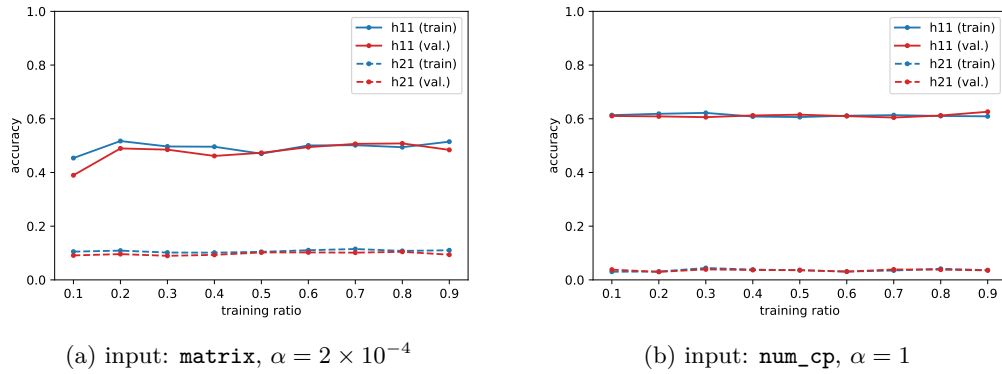 1.0
0.8
0.6
0.4
0.2
0.0
accuracy
0.1 0.2 0.3 0.4 0.5 0.6 0.7 0.8 0.9
training ratio
h11 (train)
h11 (val.)
h21 (train)
h21 (val.)
(a) input: matrix, α = 2 × 10⁻⁴
1.0
0.8
0.6
0.4
0.2
0.0
accuracy
0.1 0.2 0.3 0.4 0.5 0.6 0.7 0.8 0.9
training ratio
h11 (train)
h11 (val.)
h21 (train)
h21 (val.)
(b) input: num_cp, α = 1